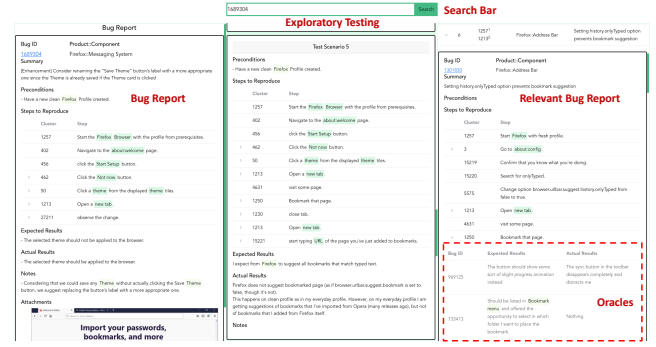 1689304
Search
Search Bar
Bug Report
Bug ID Product::Component
1689304 Firefox::Messaging System
Summary
[Enhancement] Consider renaming the "Save Theme" button's label with a more appropriate
one since the Theme is already saved if the Theme card is clicked
Preconditions
- Have a new clean Firefox Profile created.
Bug Report
Steps to Reproduce
Cluster Step
1257 Start the Firefox Browser with the profile from prerequisites.
402 Navigate to the about:welcome page.
456 click the Start Setup button.
462 Click the Not now button.
50 Click a theme from the displayed theme tiles.
1213 Open a new tab.
27211 observe the change.
Expected Results
- The selected theme should not be applied to the browser.
Actual Results
- The selected theme should be applied to the browser.
Notes
- Considering that we could save any Theme without actually clicking the Save Theme
button, we suggest replacing the button's label with a more appropriate one.
Attachments
Import your passwords,
bookmarks, and more
Exploratory Testing
Test Scenario 5
Preconditions
- Have a new clean Firefox Profile created.
Steps to Reproduce
Cluster Step
1257 Start the Firefox Browser with the profile from prerequisites.
402 Navigate to the about:welcome page.
456 click the Start Setup button.
462 Click the Not now button.
50 Click a theme from the displayed theme tiles.
1213 Open a new tab.
4631 visit some page.
1250 Bookmark that page.
1230 close tab.
1213 Open new tab.
15221 start typing URL of the page you've just added to bookmarks.
Expected Results
I expect from Firefox to suggest all bookmarks that match typed text.
Actual Results
Firefox does not suggest bookmarked page (as if browser.urlbar.suggest.bookmark is set to
false, though it's not).
This happens on clean profile as in my everyday profile. However, on my everyday profile I am
getting suggestions of bookmarks that I've imported from Opera (many releases ago), but not
of bookmarks that I added from Firefox itself.
Notes
6 1257¹ 1213² Firefox::Address Bar Setting history.onlyTyped option
prevents bookmark suggestion
Bug ID Product::Component
Firefox::Address Bar
Summary
Setting history.onlyTyped option prevents bookmark suggestion
Relevant Bug Report
Preconditions
Steps to Reproduce
Cluster Step
1257 Start Firefox with fresh profile.
3 Go to about:config.
15219 Confirm that you know what you're doing.
15220 Search for onlyTyped.
5575 Change option browser.urlbar.suggest.history.onlyTyped from
false to true.
1213 Open new tab.
4631 visit some page.
1250 Bookmark that page.
Bug ID Expected Results Actual Results
969125 The button should show some The sync button in the toolbar
sort of slight progress animation disappears completely and
instead distracts me
Oracles
733413 Should be listed in Bookmark
menu, and offered the
opportunity to select in which Nothing.
folder I want to place the
bookmark.